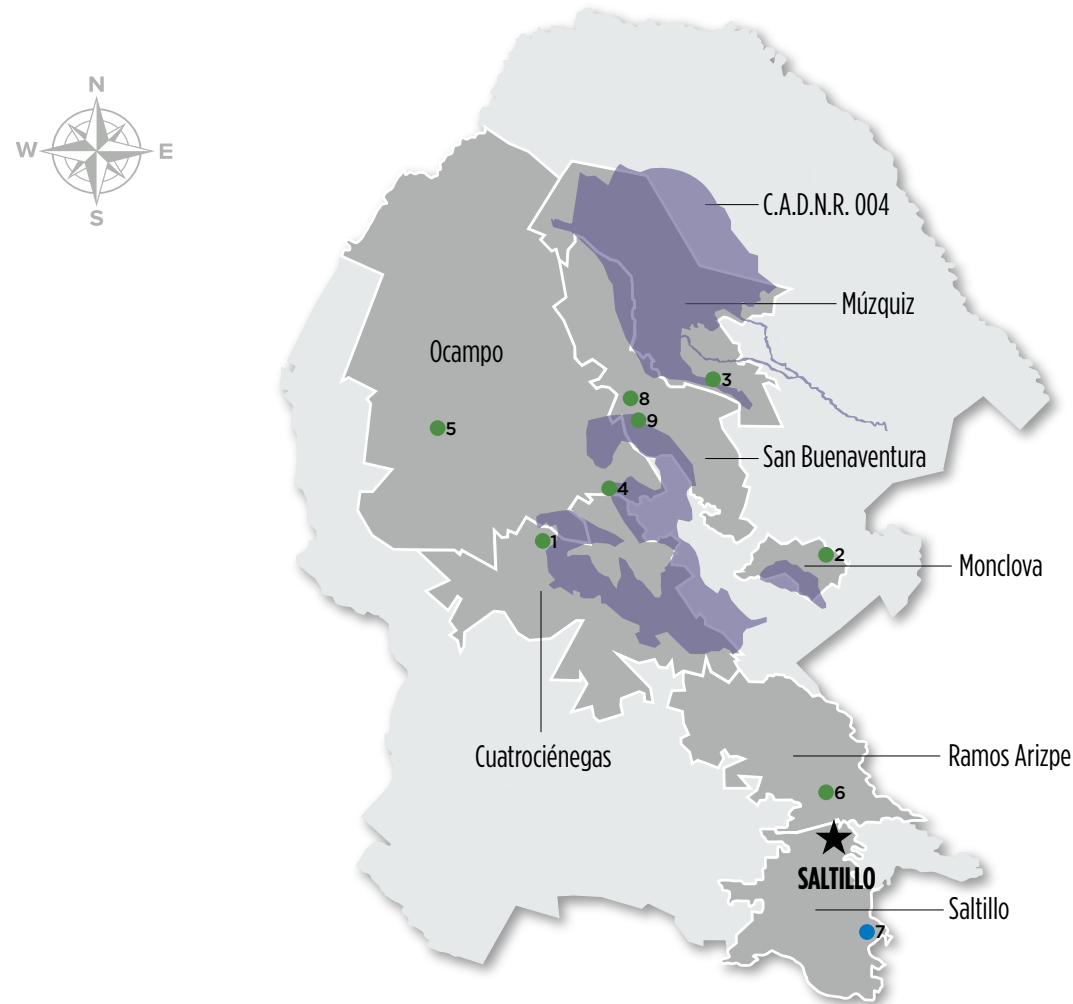 N
W
E
S
C.A.D.N.R. 004
Múzquiz
Ocampo
3
8
9
5
San Buenaventura
4
1
2
Monclova
Cuatrociénegas
Ramos Arizpe
6
SALTILLO
Saltillo
7